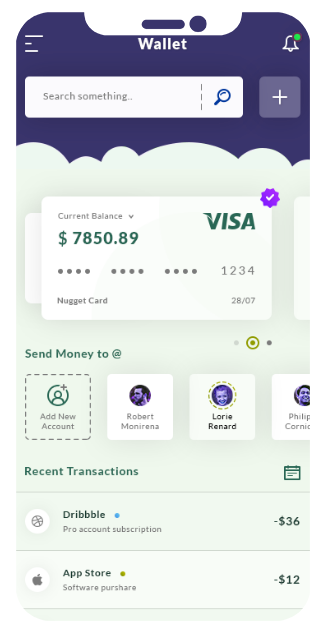 Wallet
Search something..
Current Balance
$ 7850.89
VISA
1234
Nugget Card
28/07
Send Money to @
Add New
Account
Robert
Monirena
Lorie
Renard
Philip
Cornic
Recent Transactions
Dribbble
Pro account subscription
-$36
App Store
Software purshare
-$12